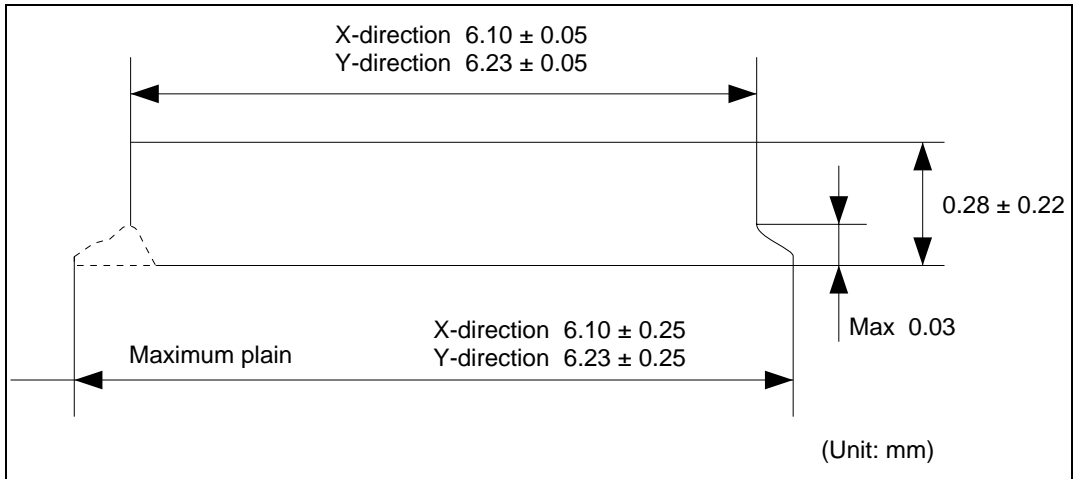 X-direction 6.10 ± 0.05
Y-direction 6.23 ± 0.05
0.28 ± 0.22
Max 0.03
X-direction 6.10 ± 0.25
Y-direction 6.23 ± 0.25
Maximum plain
(Unit: mm)